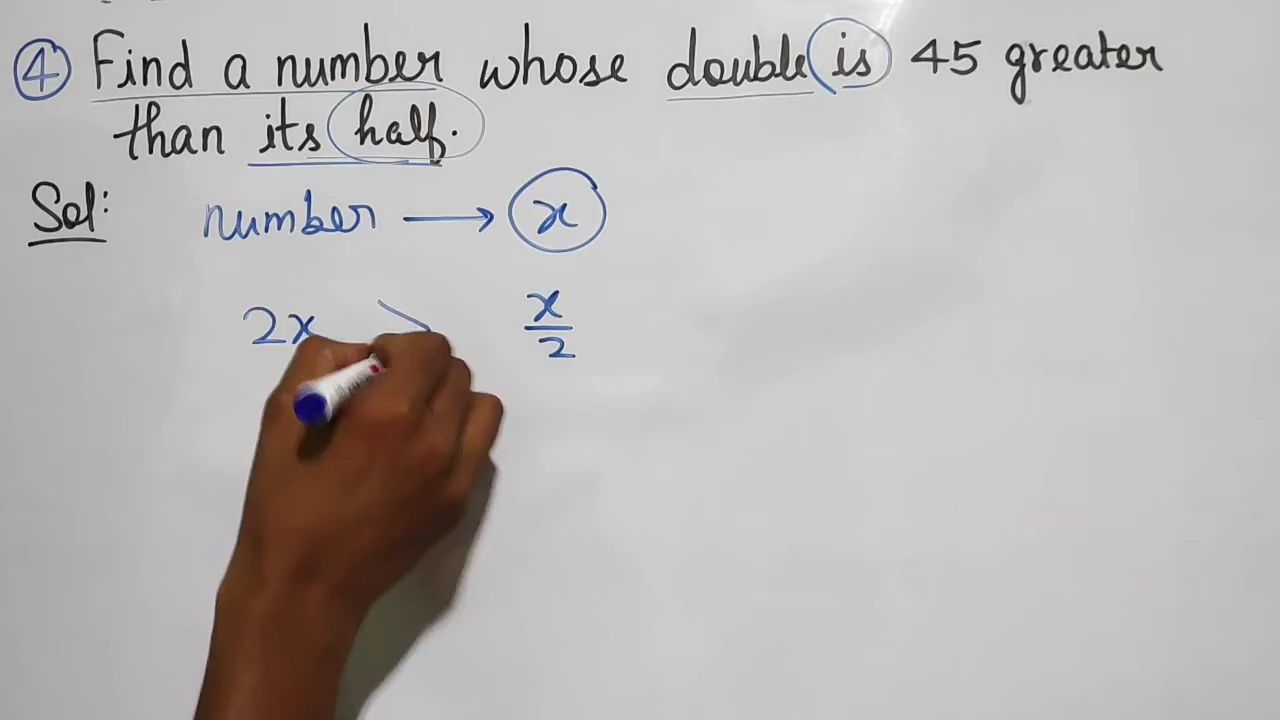 ④ Find a number whose double is 45 greater
than its half.
Sol: number → x
2x > x/2